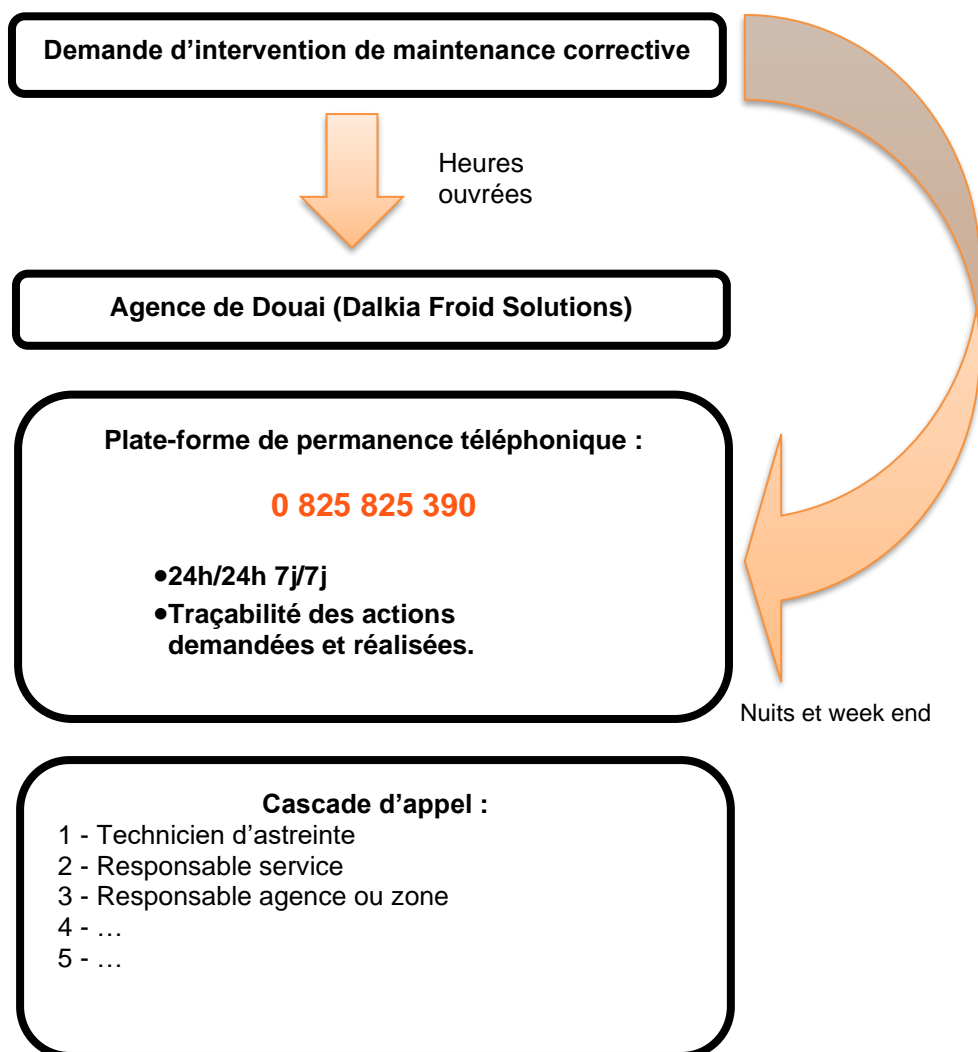 Demande d’intervention de maintenance corrective
Heures
ouvrées
Agence de Douai (Dalkia Froid Solutions)
Plate-forme de permanence téléphonique :
0 825 825 390
●24h/24h 7j/7j
●Traçabilité des actions
demandées et réalisées.
Nuits et week end
Cascade d’appel :
1 - Technicien d’astreinte
2 - Responsable service
3 - Responsable agence ou zone
4 - …
5 - …